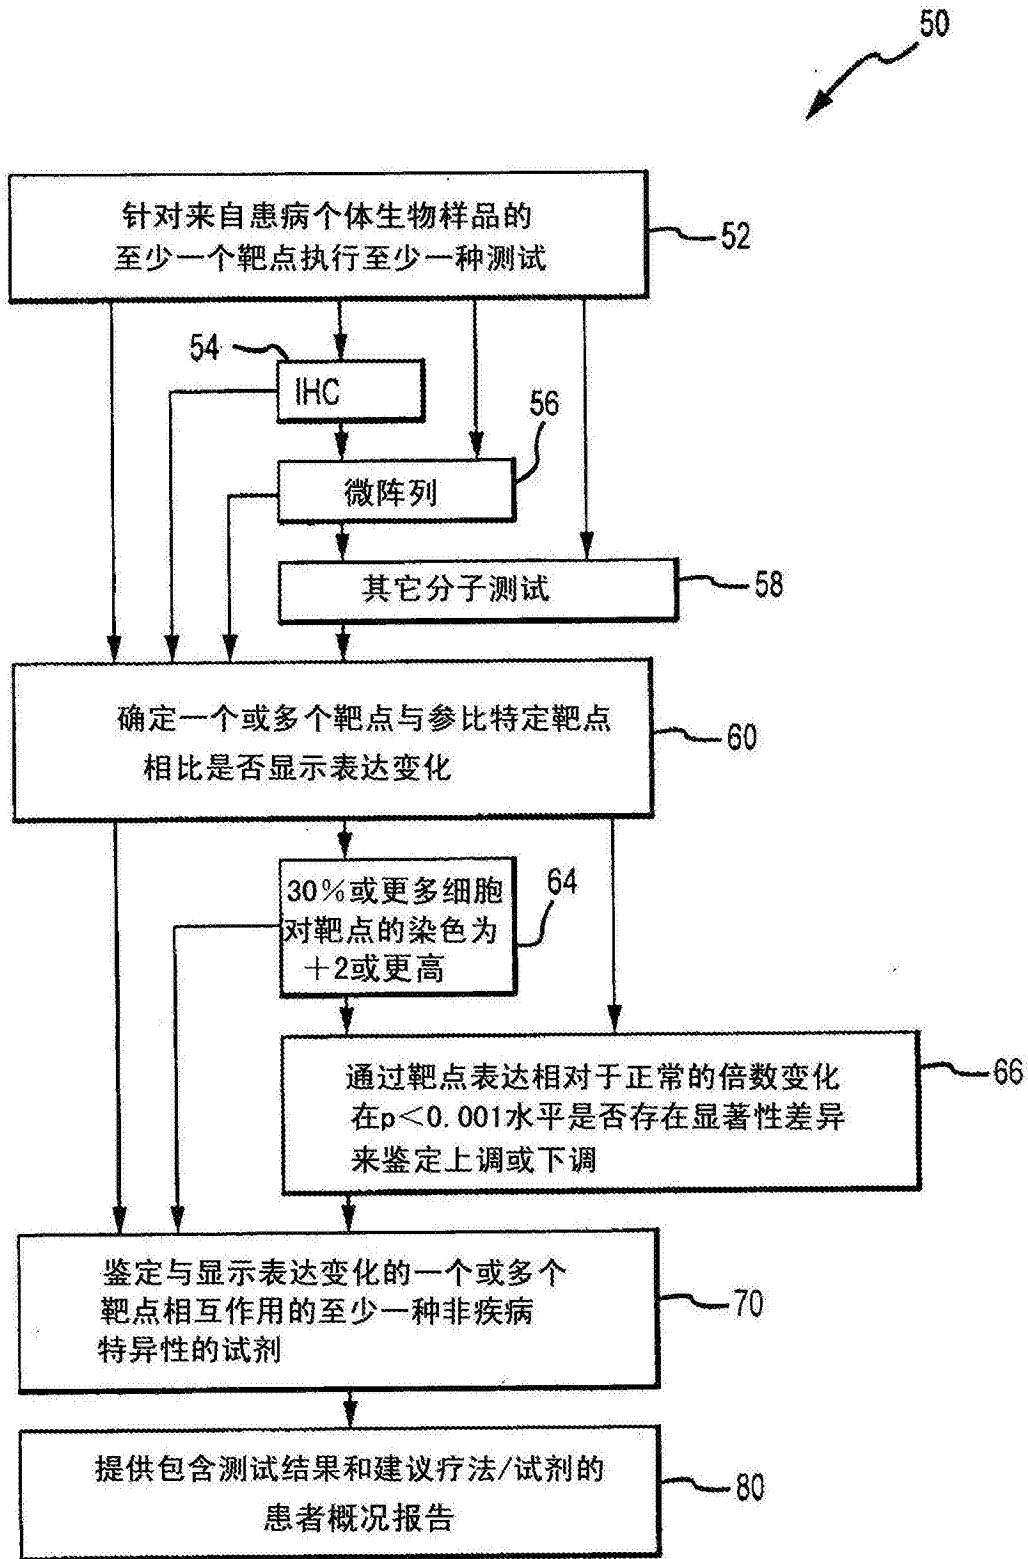 50
针对来自患病个体生物样品的
至少一个靶点执行至少一种测试
52
54
IHC
56
微阵列
其它分子测试
58
确定一个或多个靶点与参比特定靶点
相比是否显示表达变化
60
30%或更多细胞
对靶点的染色为
+2或更高
64
通过靶点表达相对于正常的倍数变化
在p<0.001水平是否存在显著性差异
来鉴定上调或下调
66
鉴定与显示表达变化的一个或多个
靶点相互作用的至少一种非疾病
特异性的试剂
70
提供包含测试结果和建议疗法/试剂的
患者概况报告
80